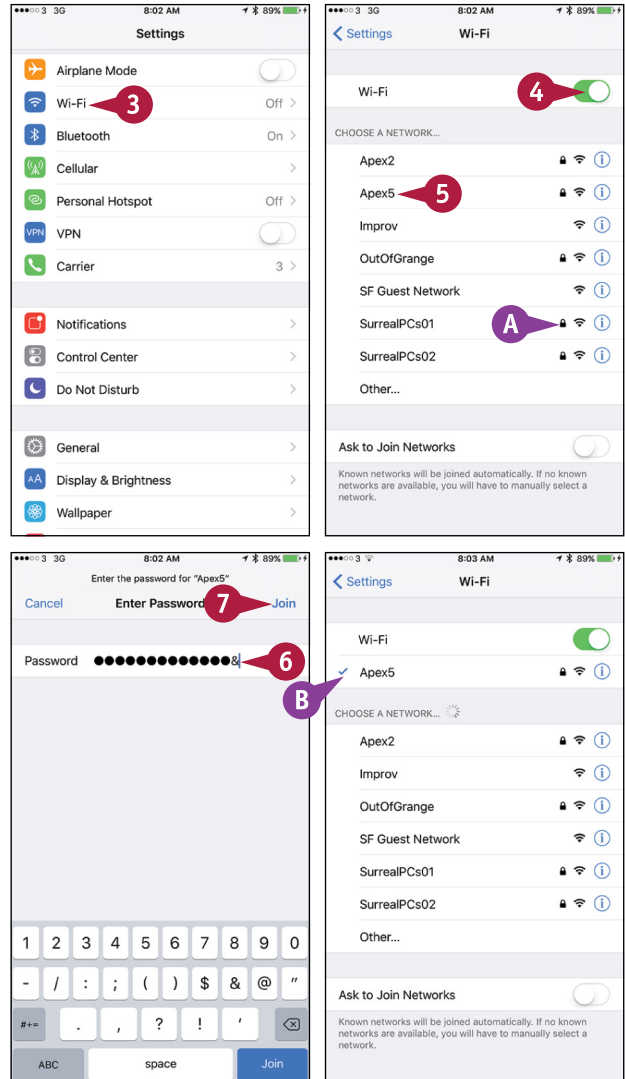 3 3G 8:02 AM 89%
Settings
Airplane Mode
Wi-Fi 3 Off
Bluetooth On
Cellular
Personal Hotspot Off
VPN VPN
Carrier 3
Notifications
Control Center
Do Not Disturb
General
AA Display & Brightness
Wallpaper
3 3G 8:02 AM 89%
Settings Wi-Fi
Wi-Fi 4
CHOOSE A NETWORK...
Apex2
Apex5 5
Improv
OutOfGrange
SF Guest Network
SurrealPCs01 A
SurrealPCs02
Other...
Ask to Join Networks
Known networks will be joined automatically. If no known
networks are available, you will have to manually select a
network.
3 3G 8:02 AM 89%
Enter the password for “Apex5”
Cancel Enter Password 7 Join
Password ●●●●●●●●●●●●●& 6
1 2 3 4 5 6 7 8 9 0
- / : ; ( ) $ & @ "
#+= . , ? ! '
ABC space Join
3 8:03 AM 89%
Settings Wi-Fi
Wi-Fi
B Apex5
CHOOSE A NETWORK...
Apex2
Improv
OutOfGrange
SF Guest Network
SurrealPCs01
SurrealPCs02
Other...
Ask to Join Networks
Known networks will be joined automatically. If no known
networks are available, you will have to manually select a
network.